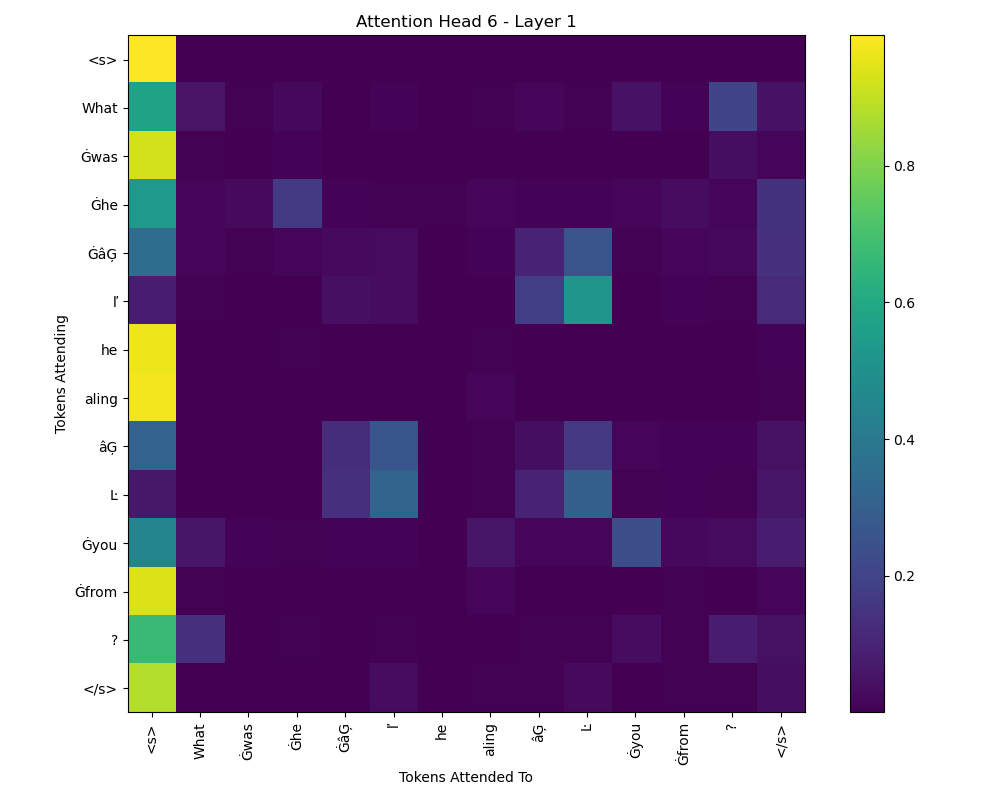 Attention Head 6 - Layer 1
<s>
What
Ġwas
Ġhe
ĠâĢ
ľ
he
aling
âĢ
Ŀ
Ġyou
Ġfrom
?
</s>
Tokens Attending
<s>
What
Ġwas
Ġhe
ĠâĢ
ľ
he
aling
âĢ
Ŀ
Ġyou
Ġfrom
?
</s>
Tokens Attended To
0.8
0.6
0.4
0.2